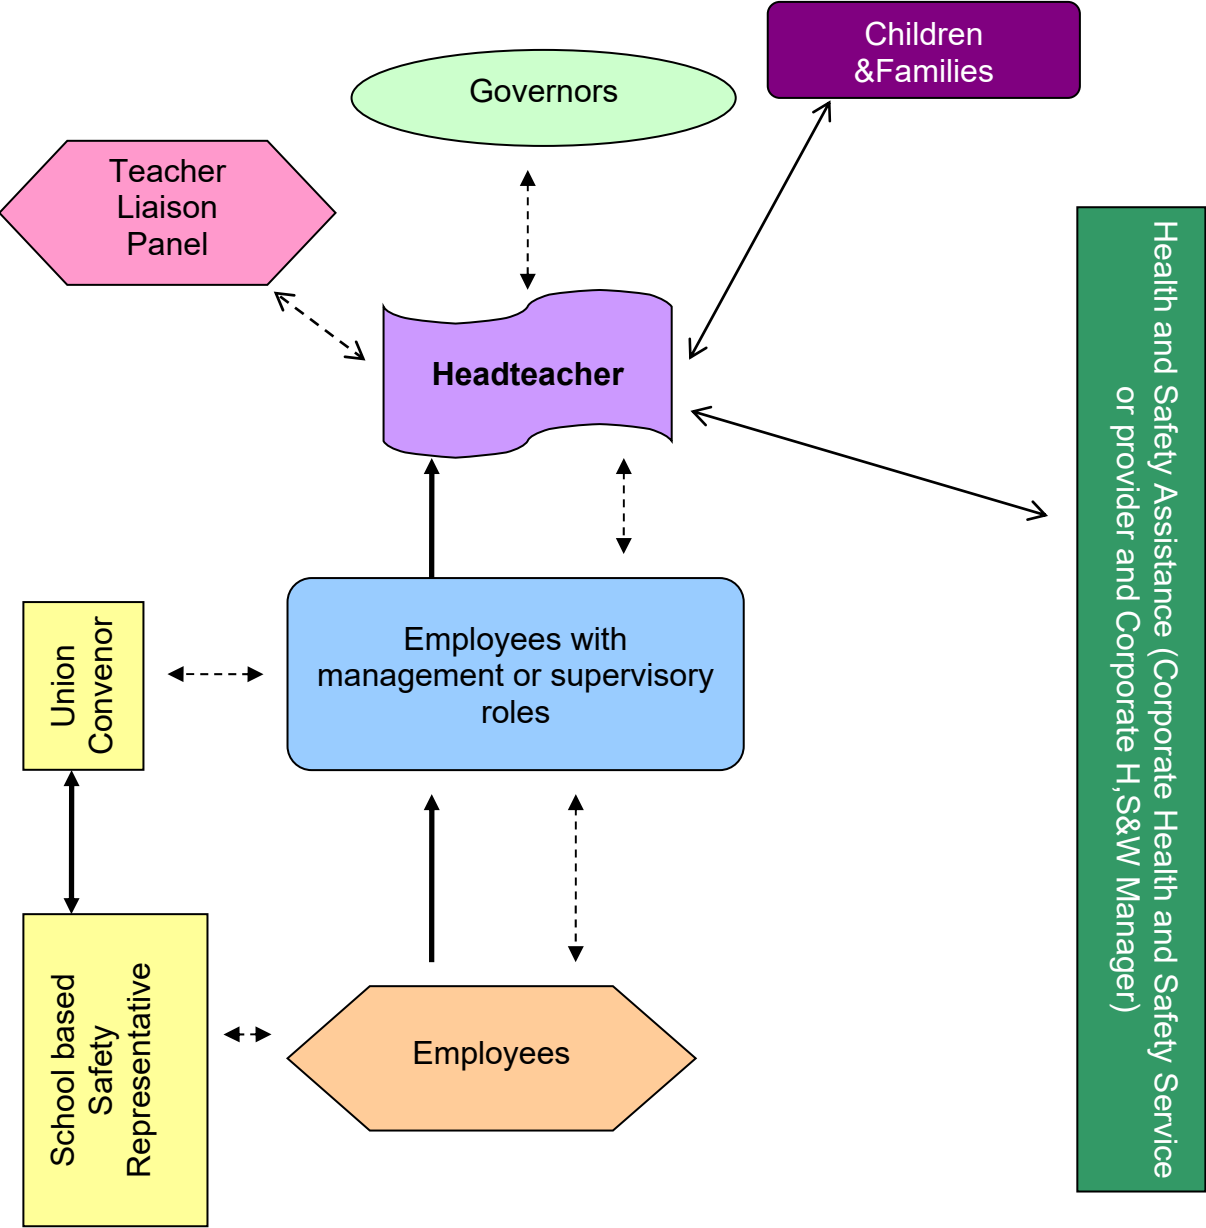 Children
&Families
Governors
Teacher
Liaison
Panel
Headteacher
Health and Safety Assistance (Corporate Health and Safety Service
or provider and Corporate H,S&W Manager)
Employees with
management or supervisory
roles
Union
Convenor
School based
Safety
Representative
Employees